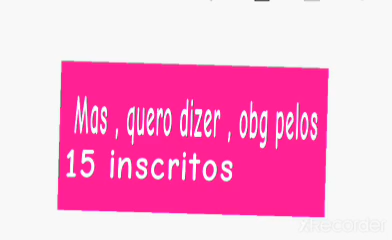 Mas , quero dizer , obg pelos
15 inscritos